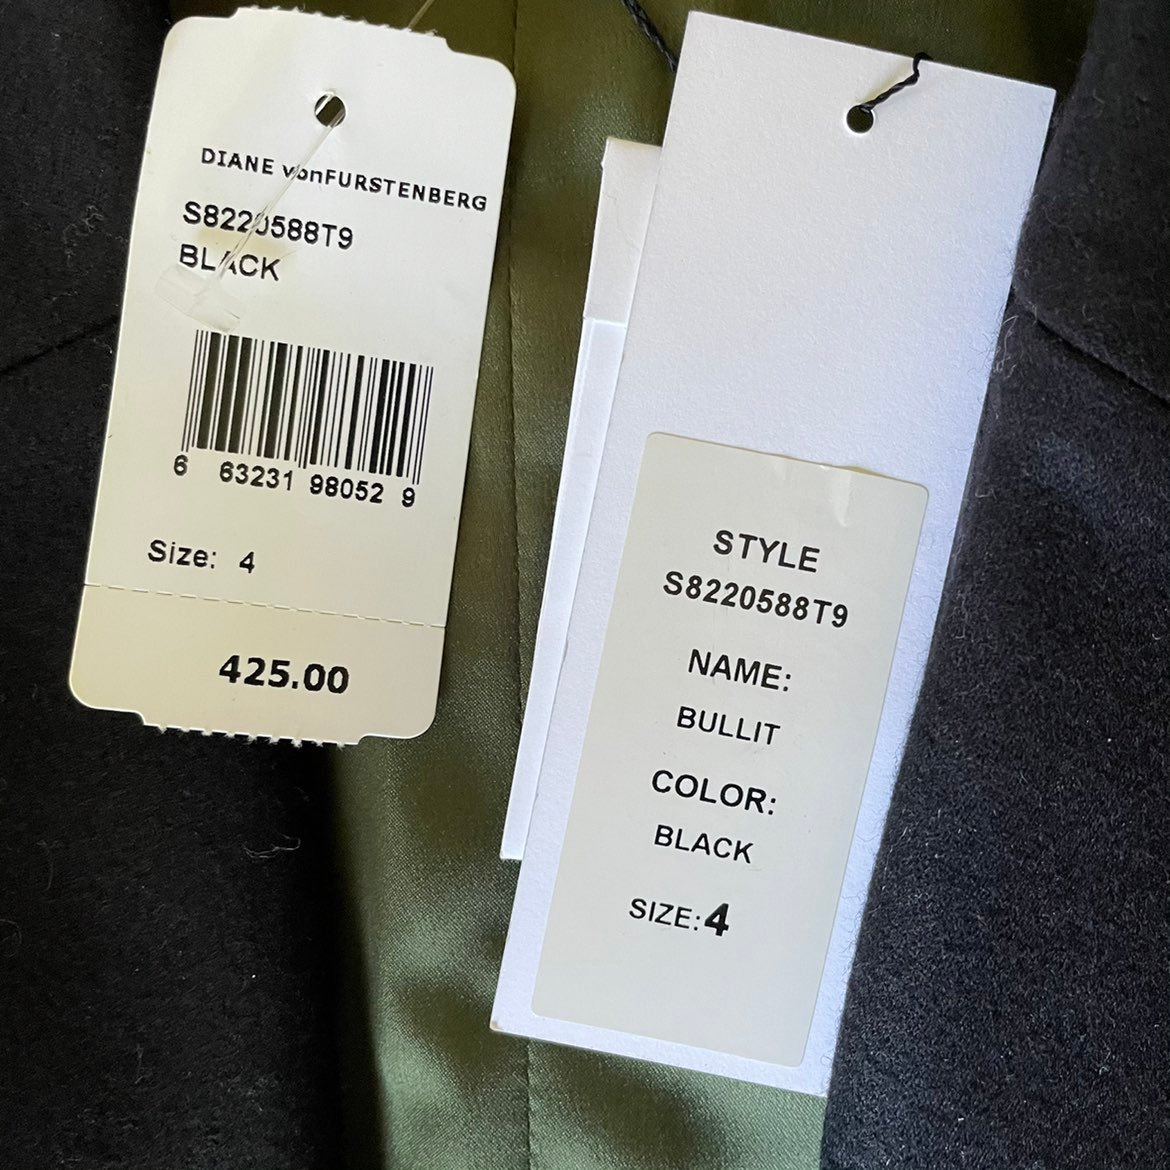 DIANE vonFURSTENBERG
S8220588T9
BLACK
6 63231 98052 9
Size: 4
425.00
STYLE
S8220588T9
NAME:
BULLIT
COLOR:
BLACK
SIZE:4